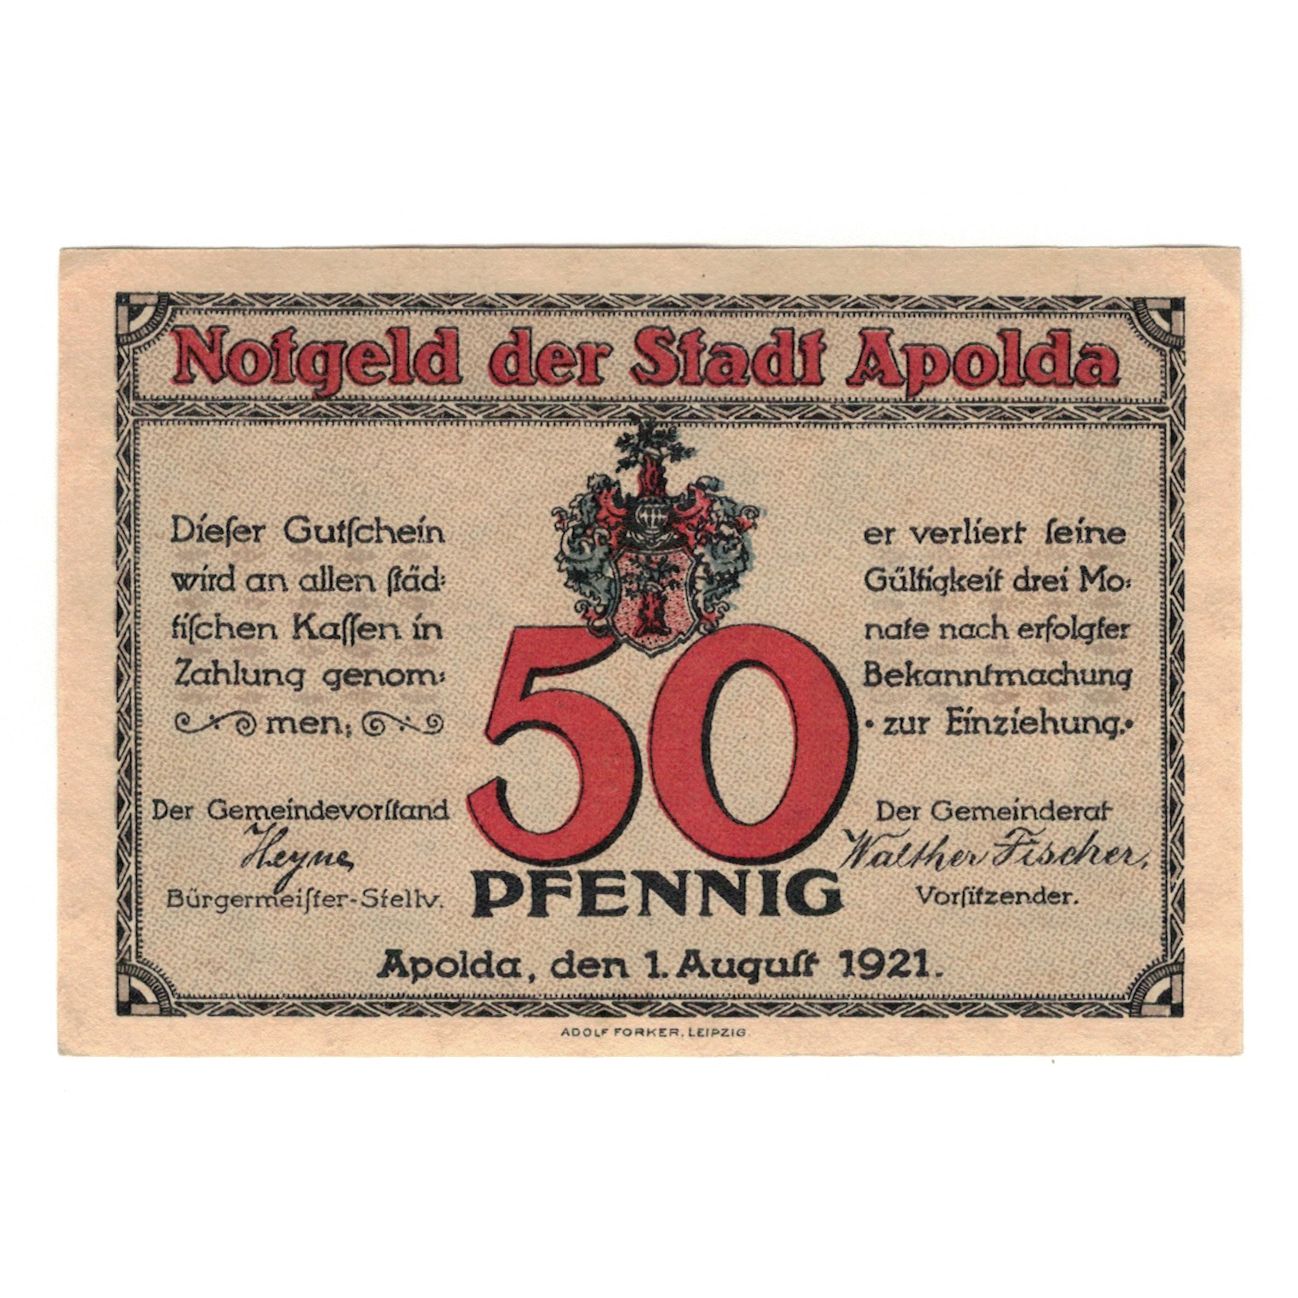 Notgeld der Stadt Apolda
Dieſer Gutſchein
wird an allen ſtäd⸗
tiſchen Kaſſen in
Zahlung genom⸗
men;
er verliert ſeine
Gültigkeit drei Mo⸗
nate nach erfolgter
Bekanntmachung
• zur Einziehung.•
50
PFENNIG
Der Gemeindevorſtand
Heyne
Bürgermeiſter-Stellv.
Der Gemeinderat
Walther Fischer,
Vorſitzender.
Apolda, den 1. Auguſt 1921.
ADOLF FORKER, LEIPZIG.